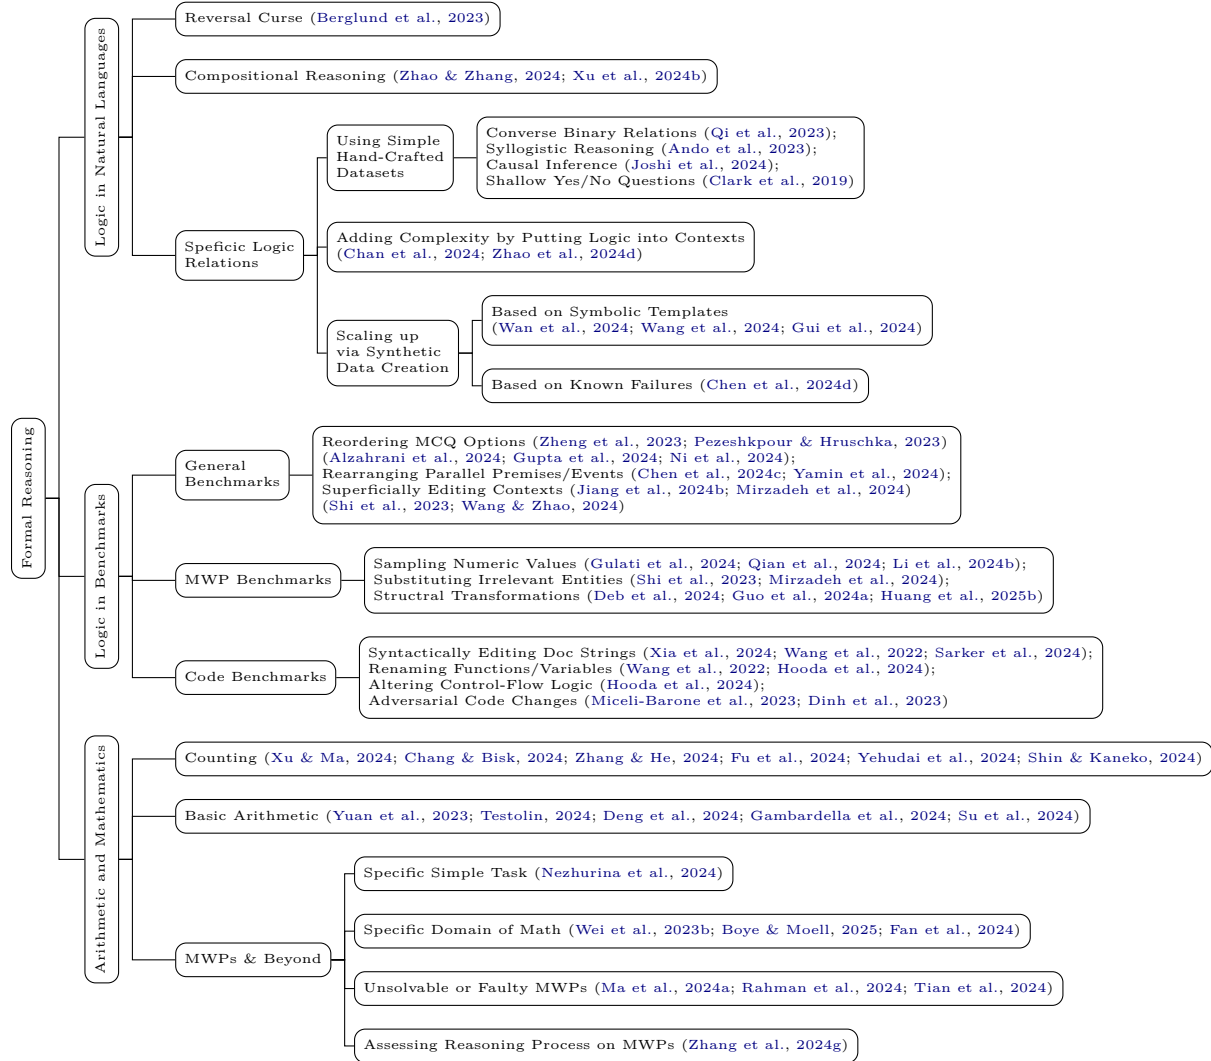 Formal Reasoning
Logic in Natural Languages
Reversal Curse (Berglund et al., 2023)
Compositional Reasoning (Zhao & Zhang, 2024; Xu et al., 2024b)
Speficic Logic
Relations
Using Simple
Hand-Crafted
Datasets
Converse Binary Relations (Qi et al., 2023);
Syllogistic Reasoning (Ando et al., 2023);
Causal Inference (Joshi et al., 2024);
Shallow Yes/No Questions (Clark et al., 2019)
Adding Complexity by Putting Logic into Contexts
(Chan et al., 2024; Zhao et al., 2024d)
Scaling up
via Synthetic
Data Creation
Based on Symbolic Templates
(Wan et al., 2024; Wang et al., 2024; Gui et al., 2024)
Based on Known Failures (Chen et al., 2024d)
Logic in Benchmarks
General
Benchmarks
Reordering MCQ Options (Zheng et al., 2023; Pezeshkpour & Hruschka, 2023)
(Alzahrani et al., 2024; Gupta et al., 2024; Ni et al., 2024);
Rearranging Parallel Premises/Events (Chen et al., 2024c; Yamin et al., 2024);
Superficially Editing Contexts (Jiang et al., 2024b; Mirzadeh et al., 2024)
(Shi et al., 2023; Wang & Zhao, 2024)
MWP Benchmarks
Sampling Numeric Values (Gulati et al., 2024; Qian et al., 2024; Li et al., 2024b);
Substituting Irrelevant Entities (Shi et al., 2023; Mirzadeh et al., 2024);
Structral Transformations (Deb et al., 2024; Guo et al., 2024a; Huang et al., 2025b)
Code Benchmarks
Syntactically Editing Doc Strings (Xia et al., 2024; Wang et al., 2022; Sarker et al., 2024);
Renaming Functions/Variables (Wang et al., 2022; Hooda et al., 2024);
Altering Control-Flow Logic (Hooda et al., 2024);
Adversarial Code Changes (Miceli-Barone et al., 2023; Dinh et al., 2023)
Arithmetic and Mathematics
Counting (Xu & Ma, 2024; Chang & Bisk, 2024; Zhang & He, 2024; Fu et al., 2024; Yehudai et al., 2024; Shin & Kaneko, 2024)
Basic Arithmetic (Yuan et al., 2023; Testolin, 2024; Deng et al., 2024; Gambardella et al., 2024; Su et al., 2024)
MWPs & Beyond
Specific Simple Task (Nezhurina et al., 2024)
Specific Domain of Math (Wei et al., 2023b; Boye & Moell, 2025; Fan et al., 2024)
Unsolvable or Faulty MWPs (Ma et al., 2024a; Rahman et al., 2024; Tian et al., 2024)
Assessing Reasoning Process on MWPs (Zhang et al., 2024g)